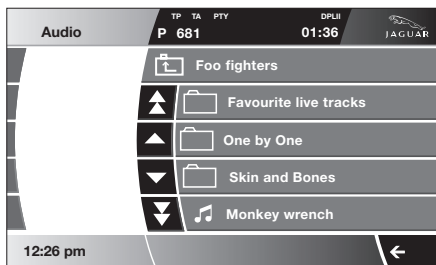 TP TA PTY DPLII
Audio P 681 01:36 JAGUAR
Foo fighters
Favourite live tracks
One by One
Skin and Bones
Monkey wrench
12:26 pm